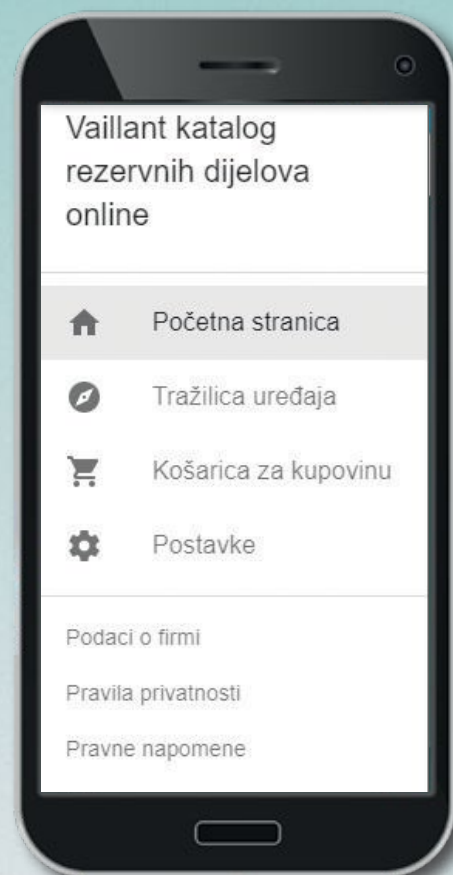 Vaillant katalog
rezervnih dijelova
online
Početna stranica
Tražilica uređaja
Košarica za kupovinu
Postavke
Podaci o firmi
Pravila privatnosti
Pravne napomene